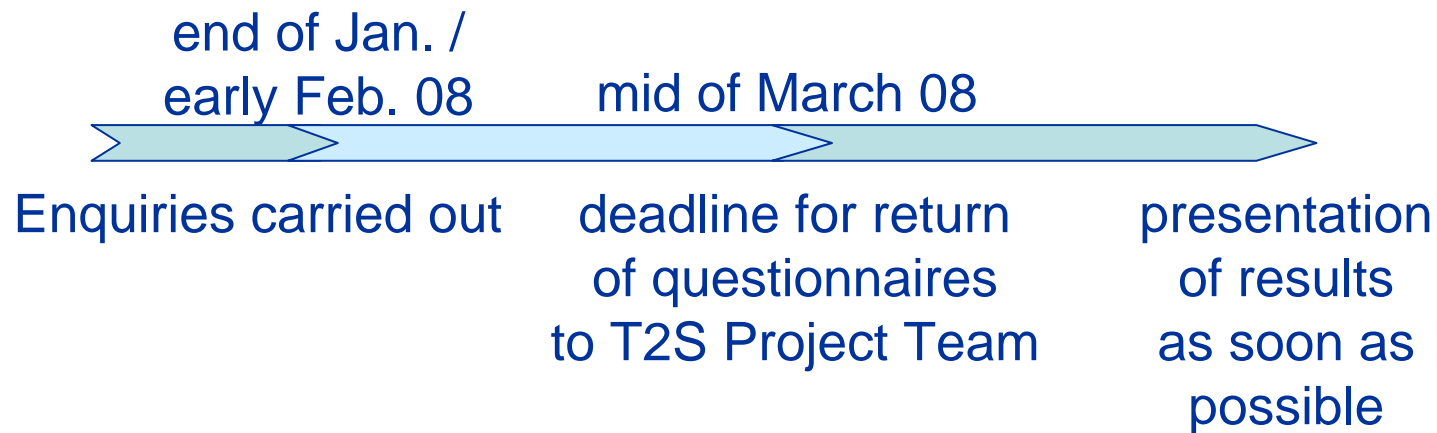 end of Jan. /
early Feb. 08
mid of March 08
Enquiries carried out
deadline for return
of questionnaires
to T2S Project Team
presentation
of results
as soon as
possible